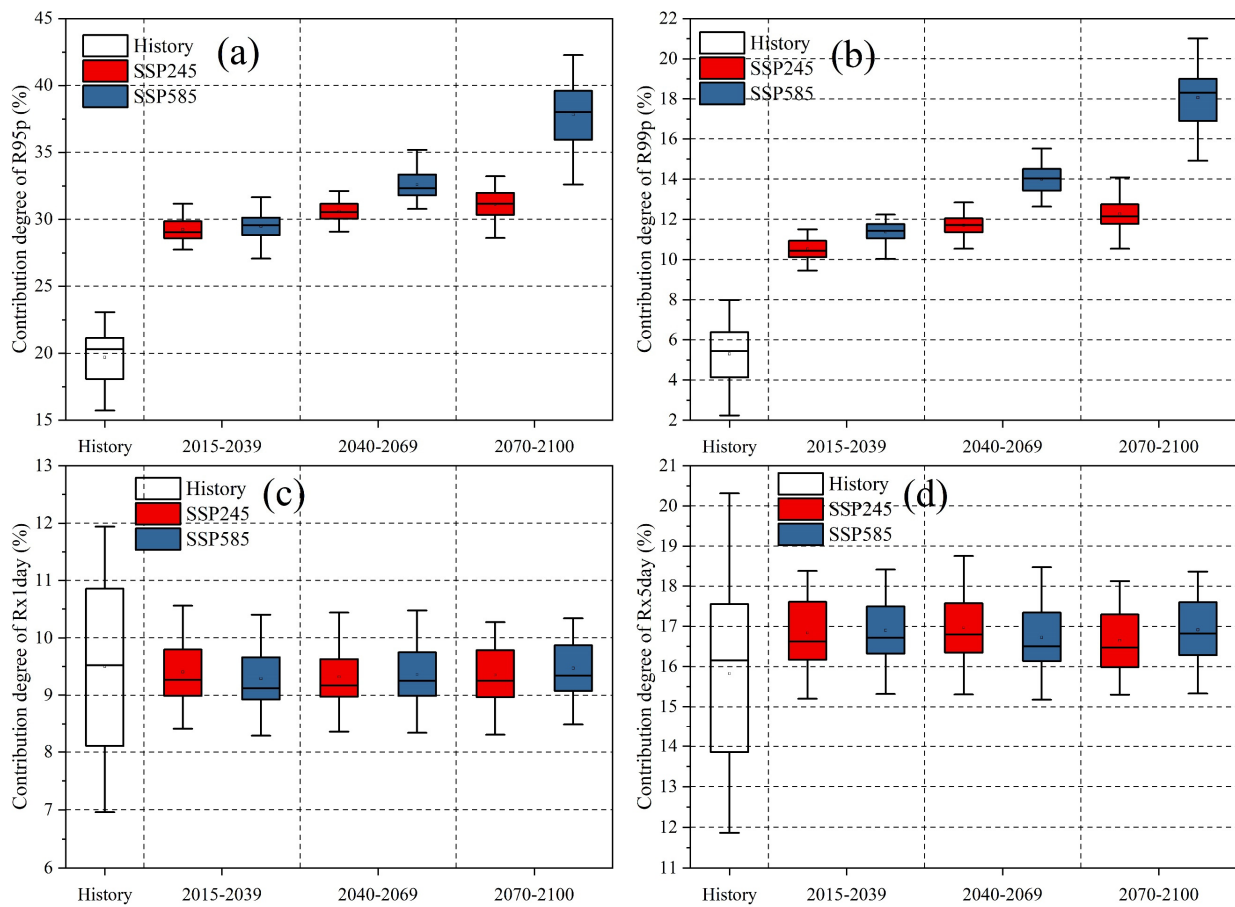 Contribution degree of R95p (%)
45
40
35
30
25
20
15
History
SSP245
SSP585
(a)
History
2015-2039
2040-2069
2070-2100
Contribution degree of R99p (%)
22
20
18
16
14
12
10
8
6
4
2
History
SSP245
SSP585
(b)
History
2015-2039
2040-2069
2070-2100
Contribution degree of Rx1day (%)
13
12
11
10
9
8
7
6
History
SSP245
SSP585
(c)
History
2015-2039
2040-2069
2070-2100
Contribution degree of Rx5day (%)
21
20
19
18
17
16
15
14
13
12
11
History
SSP245
SSP585
(d)
History
2015-2039
2040-2069
2070-2100